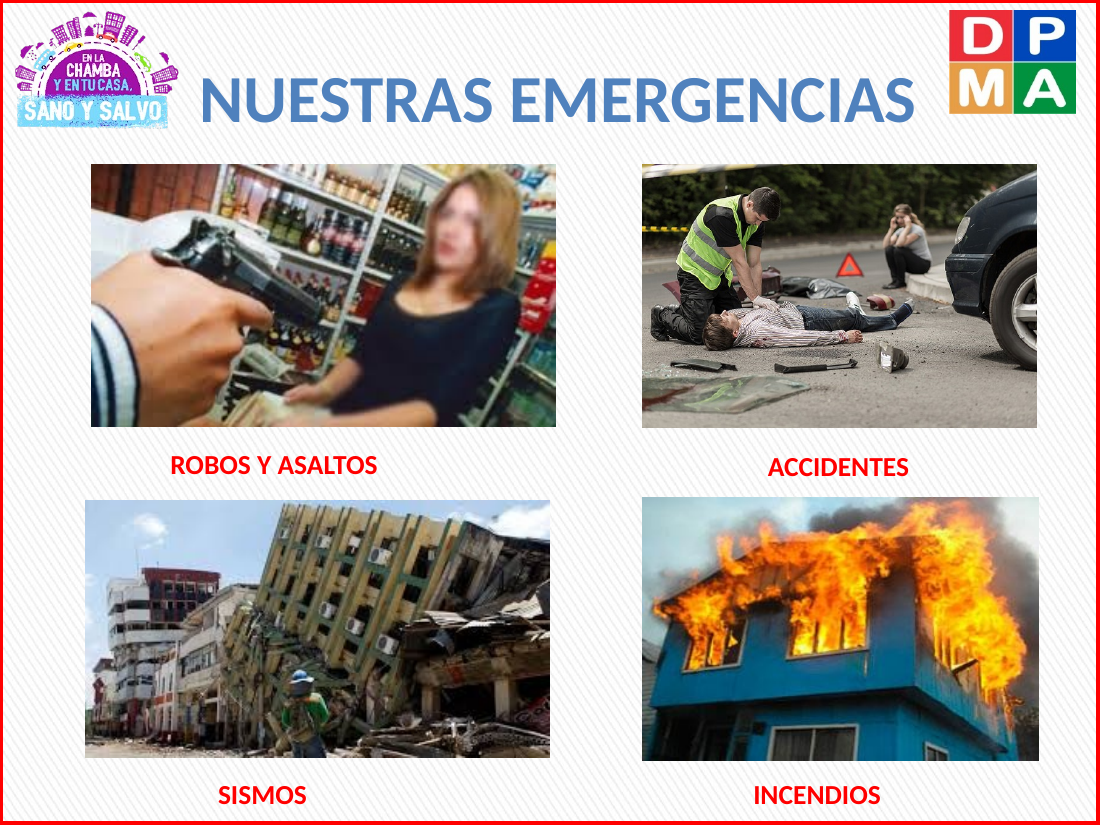 EN LA
CHAMBA
Y EN TU CASA,
SANO Y SALVO
NUESTRAS EMERGENCIAS
D P
M A
ROBOS Y ASALTOS
ACCIDENTES
SISMOS
INCENDIOS